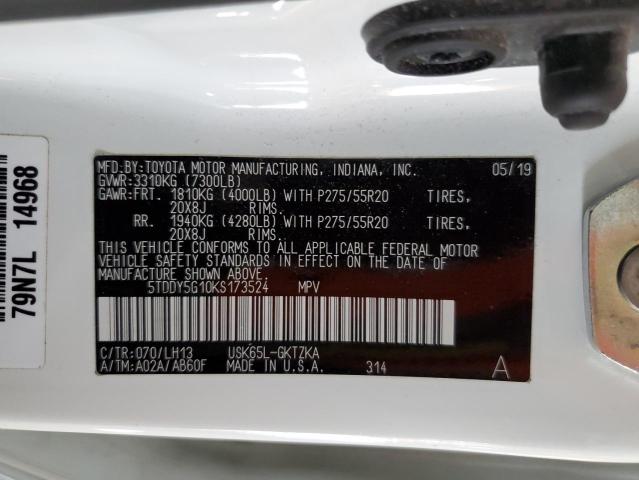 MFD.BY:TOYOTA MOTOR MANUFACTURING, INDIANA, INC. 05/19
GVWR:3310KG (7300LB)
GAWR:FRT. 1810KG (4000LB) WITH P275/55R20 TIRES,
20X8J RIMS.
RR. 1940KG (4280LB) WITH P275/55R20 TIRES,
20X8J RIMS.
THIS VEHICLE CONFORMS TO ALL APPLICABLE FEDERAL MOTOR
VEHICLE SAFETY STANDARDS IN EFFECT ON THE DATE OF
MANUFACTURE SHOWN ABOVE.
5TDDY5G10KS173524 MPV
C/TR:070/LH13 USK65L-GKTZKA
A/TM:A02A/AB60F MADE IN U.S.A. 314 A
79N7L 14968